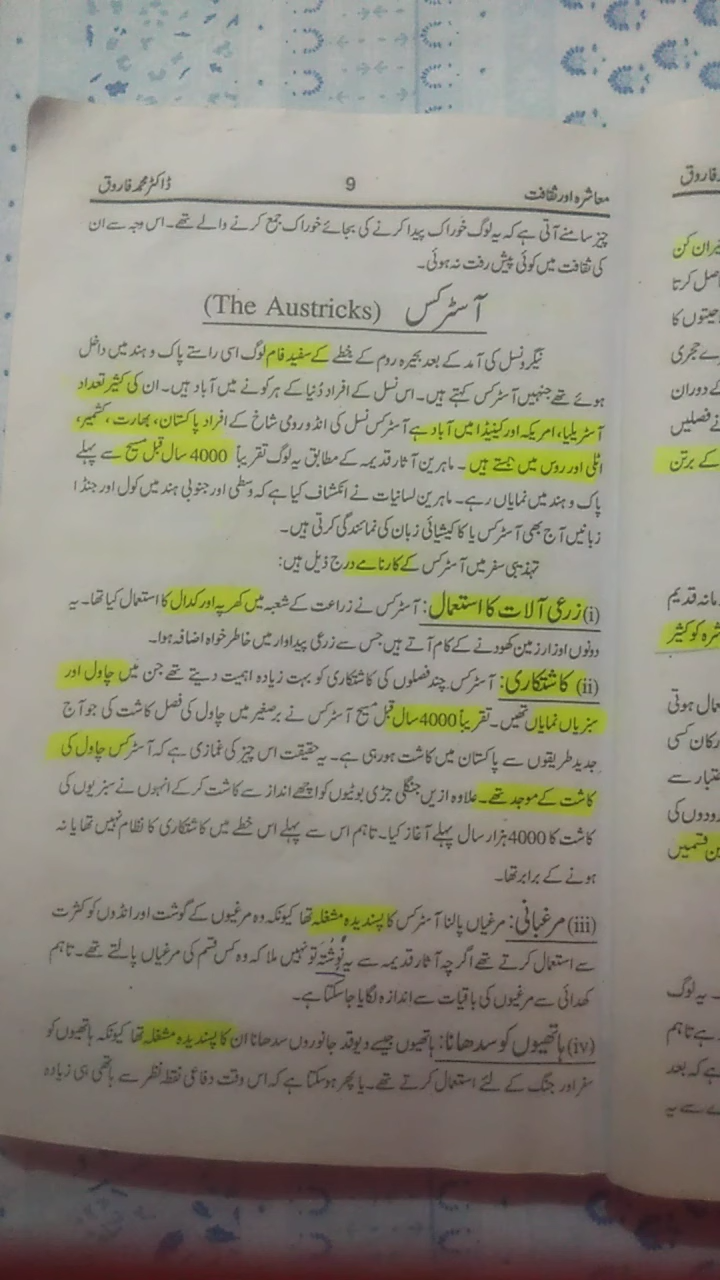 معاشرہ اور ثقافت 9 ڈاکٹر محمد فاروق
چیز سامنے آتی ہے کہ یہ لوگ خوراک پیدا کرنے کی بجائے خوراک جمع کرنے والے تھے۔ اس وجہ سے ان
کی ثقافت میں کوئی پیش رفت نہ ہوئی۔
آسٹرکس (The Austricks)
نیگرو نسل کی آمد کے بعد بحیرہ روم کے خطے کے سفید فام لوگ اسی راستے پاک و ہند میں داخل
ہوئے تھے جنہیں آسٹرکس کہتے ہیں۔ اس نسل کے افراد دُنیا کے ہر کونے میں آباد ہیں۔ ان کی کثیر تعداد
آسٹریلیا، امریکہ اور کینیڈا میں آباد ہے آسٹرکس نسل کی انڈو رومی شاخ کے افراد پاکستان، بھارت، کشمیر،
اٹلی اور روس میں بستے ہیں۔ ماہرین آثار قدیمہ کے مطابق یہ لوگ تقریباً 4000 سال قبل مسیح سے پہلے
پاک و ہند میں نمایاں رہے۔ ماہرین لسانیات نے انکشاف کیا ہے کہ وسطی اور جنوبی ہند میں کول اور جنڈا
زبانیں آج بھی آسٹرکس یا کاکیشیائی زبان کی نمائندگی کرتی ہیں۔
تہذیبی سفر میں آسٹرکس کے کارنامے درج ذیل ہیں:
(i) زرعی آلات کا استعمال: آسٹرکس نے زراعت کے شعبہ میں کھرپہ اور کدال کا استعمال کیا تھا۔ یہ
دونوں اوزار زمین کھودنے کے کام آتے ہیں جس سے زرعی پیداوار میں خاطر خواہ اضافہ ہوا۔
(ii) کاشتکاری: آسٹرکس چند فصلوں کی کاشتکاری کو بہت زیادہ اہمیت دیتے تھے جن میں چاول اور
سبزیاں نمایاں تھیں۔ تقریباً 4000 سال قبل مسیح آسٹرکس نے برصغیر میں چاول کی فصل کاشت کی جو آج
جدید طریقوں سے پاکستان میں کاشت ہو رہی ہے۔ یہ حقیقت اس چیز کی غمازی ہے کہ آسٹرکس چاول کی
کاشت کے موجد تھے۔ علاوہ ازیں جنگلی جڑی بوٹیوں کو اچھے انداز سے کاشت کر کے انہوں نے سبزیوں کی
کاشت کا 4000 ہزار سال پہلے آغاز کیا۔ تاہم اس سے پہلے اس خطے میں کاشتکاری کا نظام نہیں تھا یا نہ
ہونے کے برابر تھا۔
(iii) مرغبانی: مرغیاں پالنا آسٹرکس کا پسندیدہ مشغلہ تھا کیونکہ وہ مرغیوں کے گوشت اور انڈوں کو کثرت
سے استعمال کرتے تھے اگرچہ آثار قدیمہ سے یہ نوشتہ تو نہیں ملا کہ وہ کس قسم کی مرغیاں پالتے تھے۔ تاہم
کھدائی سے مرغیوں کی باقیات سے اندازہ لگایا جا سکتا ہے۔
(iv) ہاتھیوں کو سدھانا: ہاتھیوں جیسے دیوقد جانوروں سدھانا ان کا پسندیدہ مشغلہ تھا کیونکہ ہاتھیوں کو
سفر اور جنگ کے لئے استعمال کرتے تھے۔ یا پھر ہو سکتا ہے کہ اس وقت دفاعی نقطہ نظر سے ہاتھی ہی زیادہ